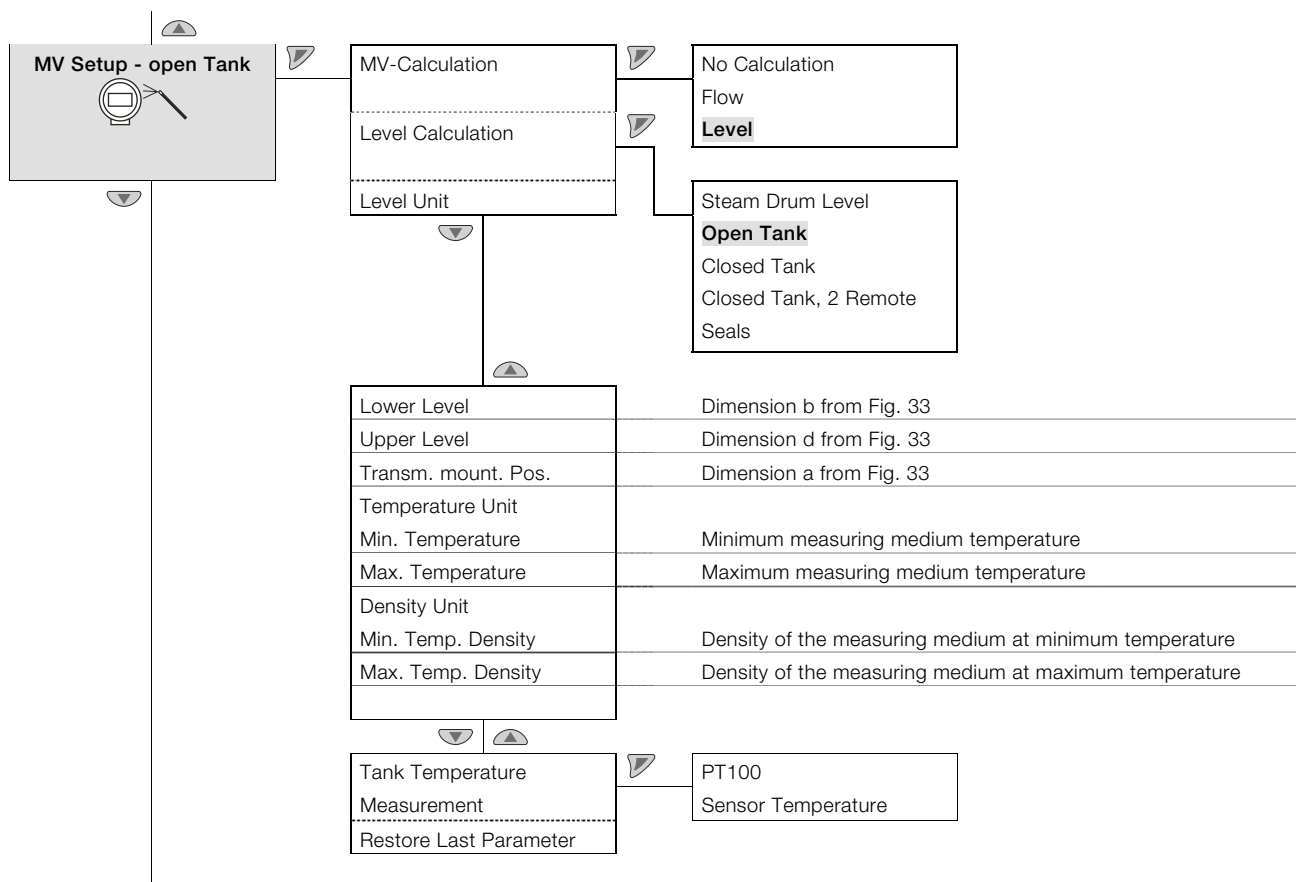 MV Setup - open Tank
MV-Calculation
No Calculation
Flow
Level Calculation
Level
Level Unit
Steam Drum Level
Open Tank
Closed Tank
Closed Tank, 2 Remote
Seals
Lower Level Dimension b from Fig. 33
Upper Level Dimension d from Fig. 33
Transm. mount. Pos. Dimension a from Fig. 33
Temperature Unit
Min. Temperature Minimum measuring medium temperature
Max. Temperature Maximum measuring medium temperature
Density Unit
Min. Temp. Density Density of the measuring medium at minimum temperature
Max. Temp. Density Density of the measuring medium at maximum temperature
Tank Temperature
Measurement
PT100
Sensor Temperature
Restore Last Parameter